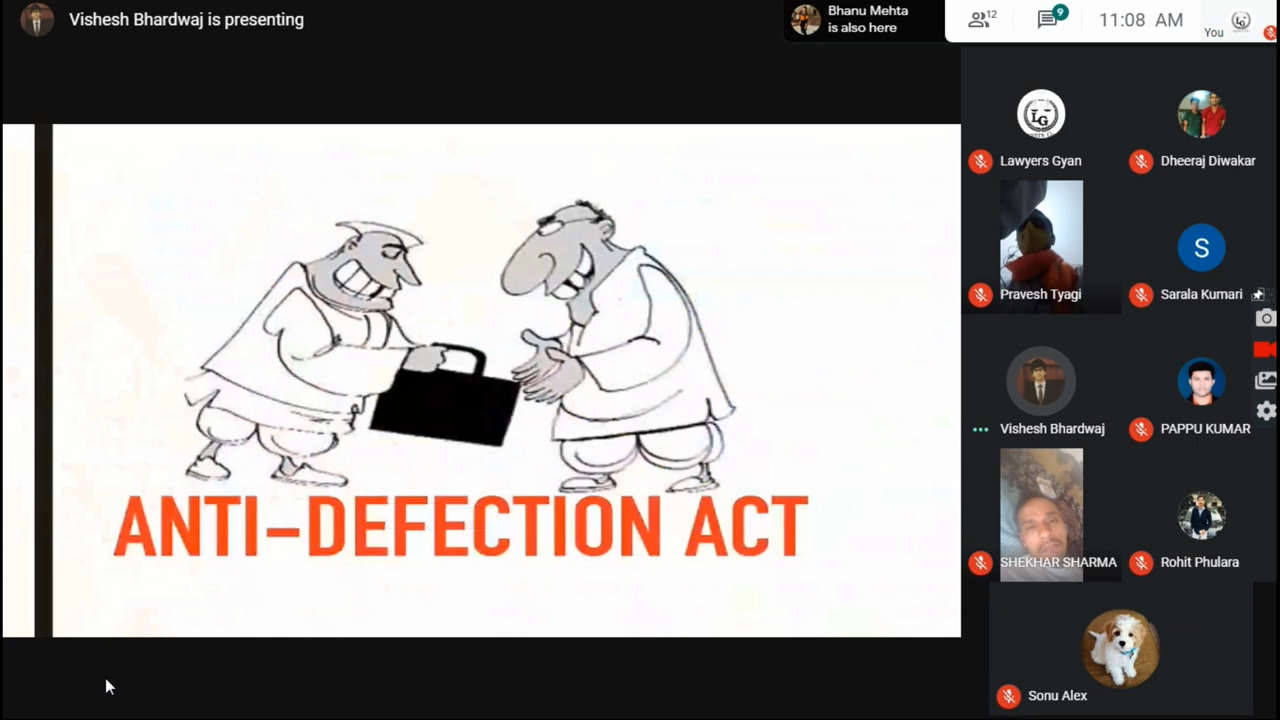 Vishesh Bhardwaj is presenting
Bhanu Mehta
is also here
12
9
11:08 AM
You
LG
Lawyers Gyan
Dheeraj Diwakar
Pravesh Tyagi
S
Sarala Kumari
Vishesh Bhardwaj
PAPPU KUMAR
SHEKHAR SHARMA
Rohit Phulara
Sonu Alex
ANTI-DEFECTION ACT